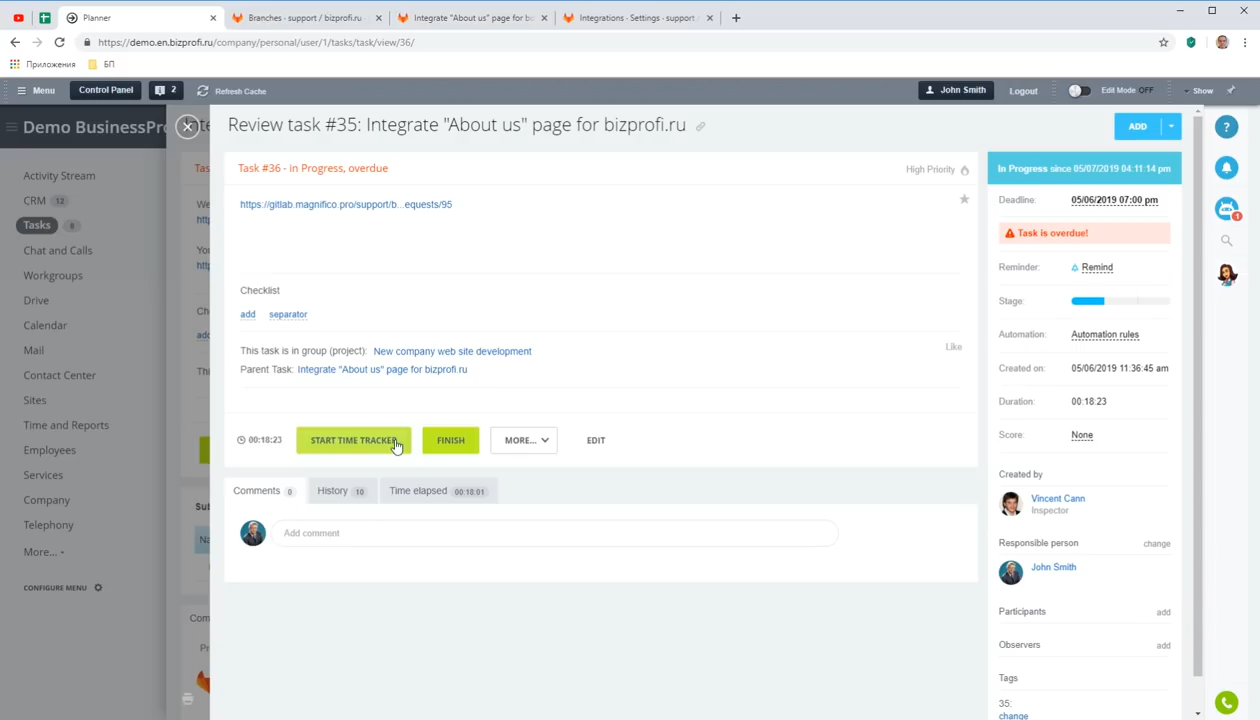 Planner
Branches · support / bizprofi.ru
Integrate "About us" page for bi
Integrations · Settings · support
https://demo.en.bizprofi.ru/company/personal/user/1/tasks/task/view/36/
Приложения
БП
Menu
Control Panel
2
Refresh Cache
John Smith
Logout
Edit Mode OFF
Show
Demo BusinessPro
Review task #35: Integrate "About us" page for bizprofi.ru
ADD
Activity Stream
CRM 12
Tasks 8
Chat and Calls
Workgroups
Drive
Calendar
Mail
Contact Center
Sites
Time and Reports
Employees
Services
Company
Telephony
More...
CONFIGURE MENU
Task #36 - in Progress, overdue
High Priority
https://gitlab.magnifico.pro/support/b...equests/95
Checklist
add separator
This task is in group (project): New company web site development
Like
Parent Task: Integrate "About us" page for bizprofi.ru
00:18:23
START TIME TRACKER
FINISH
MORE...
EDIT
Comments 0
History 10
Time elapsed 00:18:01
Add comment
In Progress since 05/07/2019 04:11:14 pm
Deadline: 05/06/2019 07:00 pm
Task is overdue!
Reminder: Remind
Stage:
Automation: Automation rules
Created on: 05/06/2019 11:36:45 am
Duration: 00:18:23
Score: None
Created by
Vincent Cann
Inspector
Responsible person change
John Smith
Participants add
Observers add
Tags
35:
change
?
1